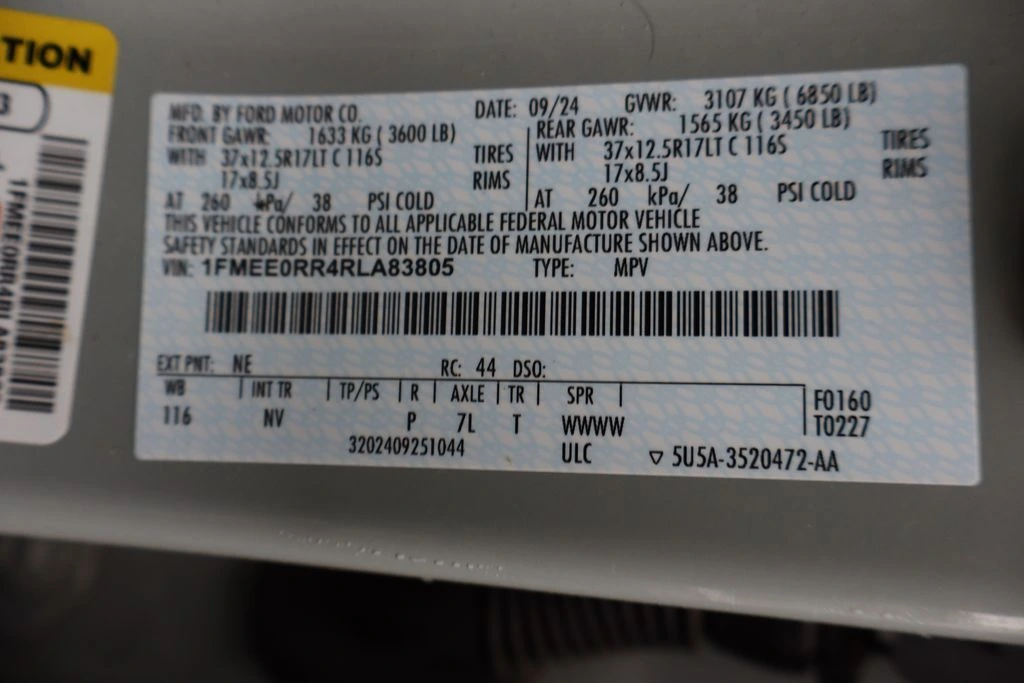 TION
3
1FMEE0RR4RLA83805
MFD. BY FORD MOTOR CO. DATE: 09/24 GVWR: 3107 KG ( 6850 LB)
FRONT GAWR: 1633 KG ( 3600 LB) REAR GAWR: 1565 KG ( 3450 LB)
WITH 37x12.5R17LT C 116S TIRES WITH 37x12.5R17LT C 116S TIRES
17x8.5J RIMS 17x8.5J RIMS
AT 260 kPa/ 38 PSI COLD AT 260 kPa/ 38 PSI COLD
THIS VEHICLE CONFORMS TO ALL APPLICABLE FEDERAL MOTOR VEHICLE
SAFETY STANDARDS IN EFFECT ON THE DATE OF MANUFACTURE SHOWN ABOVE.
VIN: 1FMEE0RR4RLA83805 TYPE: MPV
EXT PNT: NE RC: 44 DSO:
WB INT TR TP/PS R AXLE TR SPR F0160
116 NV P 7L T WWWW T0227
3202409251044 ULC ▽ 5U5A-3520472-AA